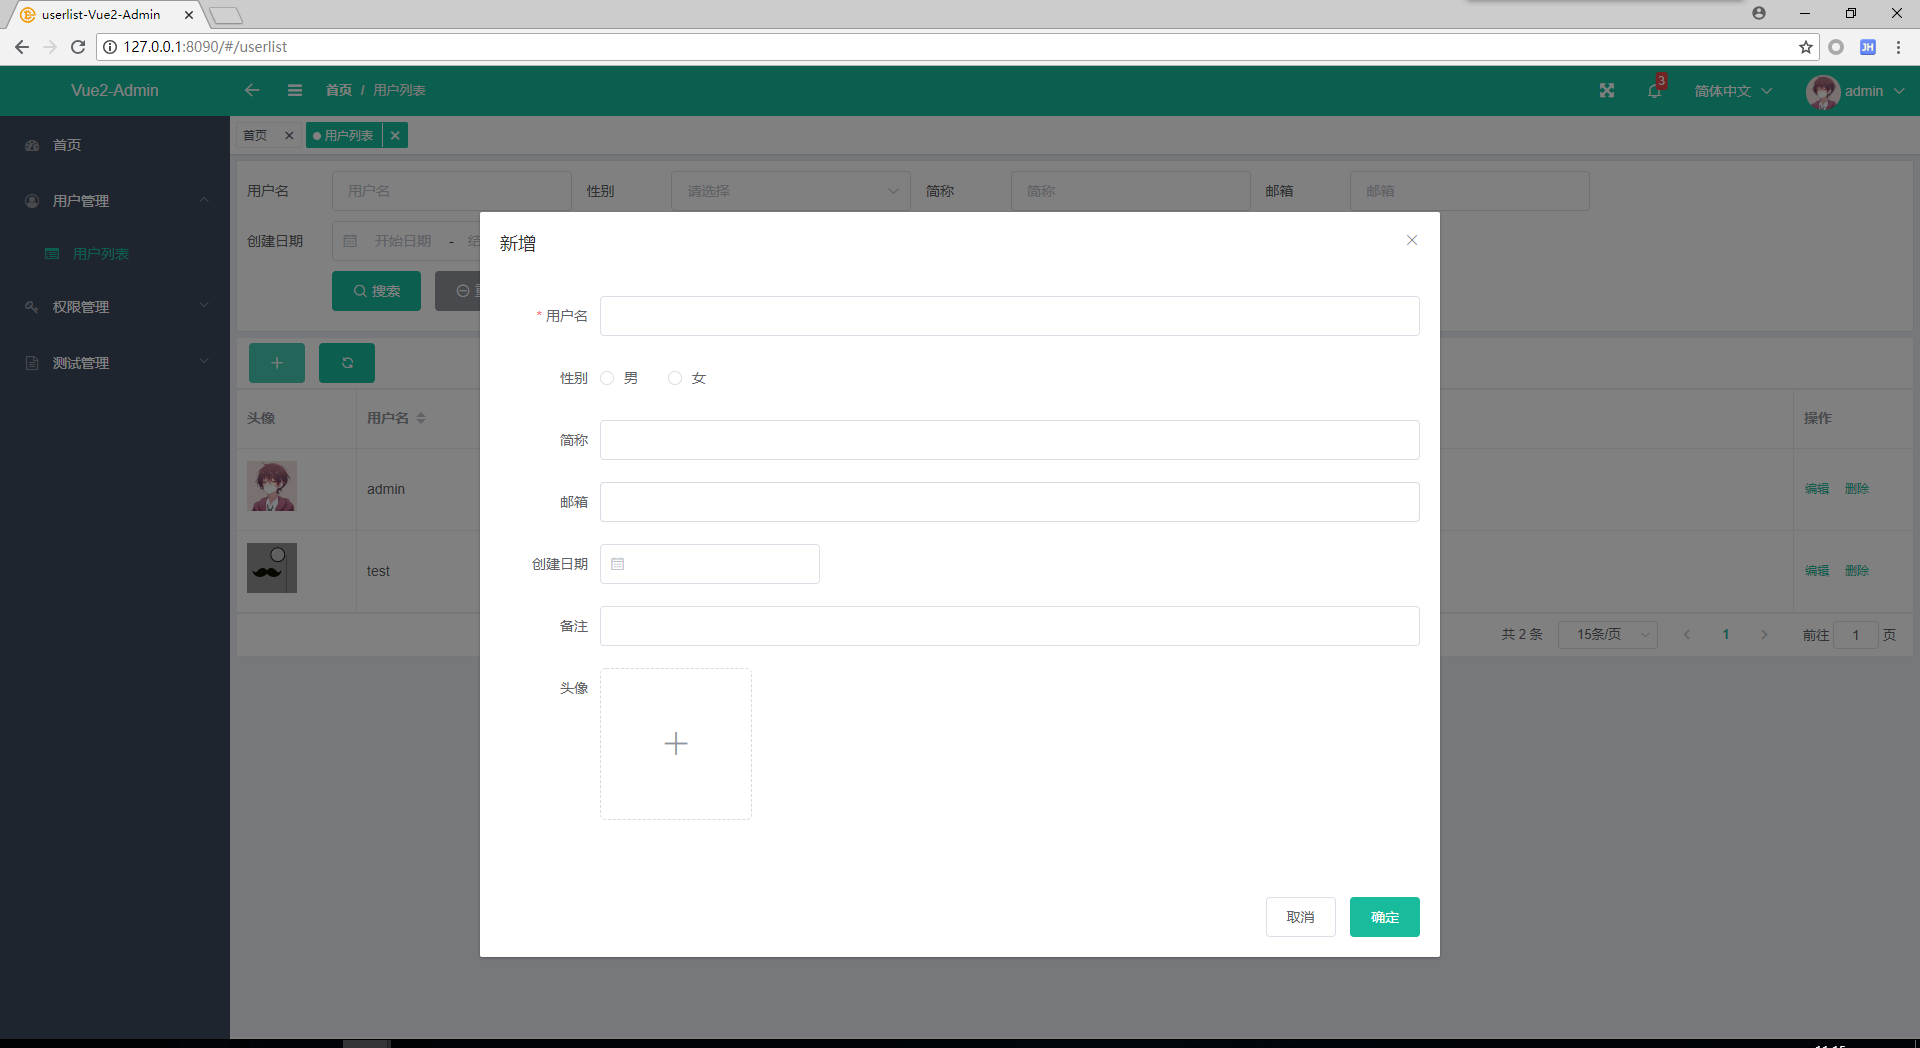 userlist-Vue2-Admin
127.0.0.1:8090/#/userlist
JH
Vue2-Admin
首页 / 用户列表
3
简体中文
admin
首页
用户管理
用户列表
权限管理
测试管理
首页
用户列表
用户名 用户名 性别 请选择 简称 简称 邮箱 邮箱
创建日期 开始日期 -
搜索
头像 用户名 操作
admin 编辑 删除
test 编辑 删除
共 2 条 15条/页 1 前往 1 页
新增
* 用户名
性别 男 女
简称
邮箱
创建日期
备注
头像
取消 确定